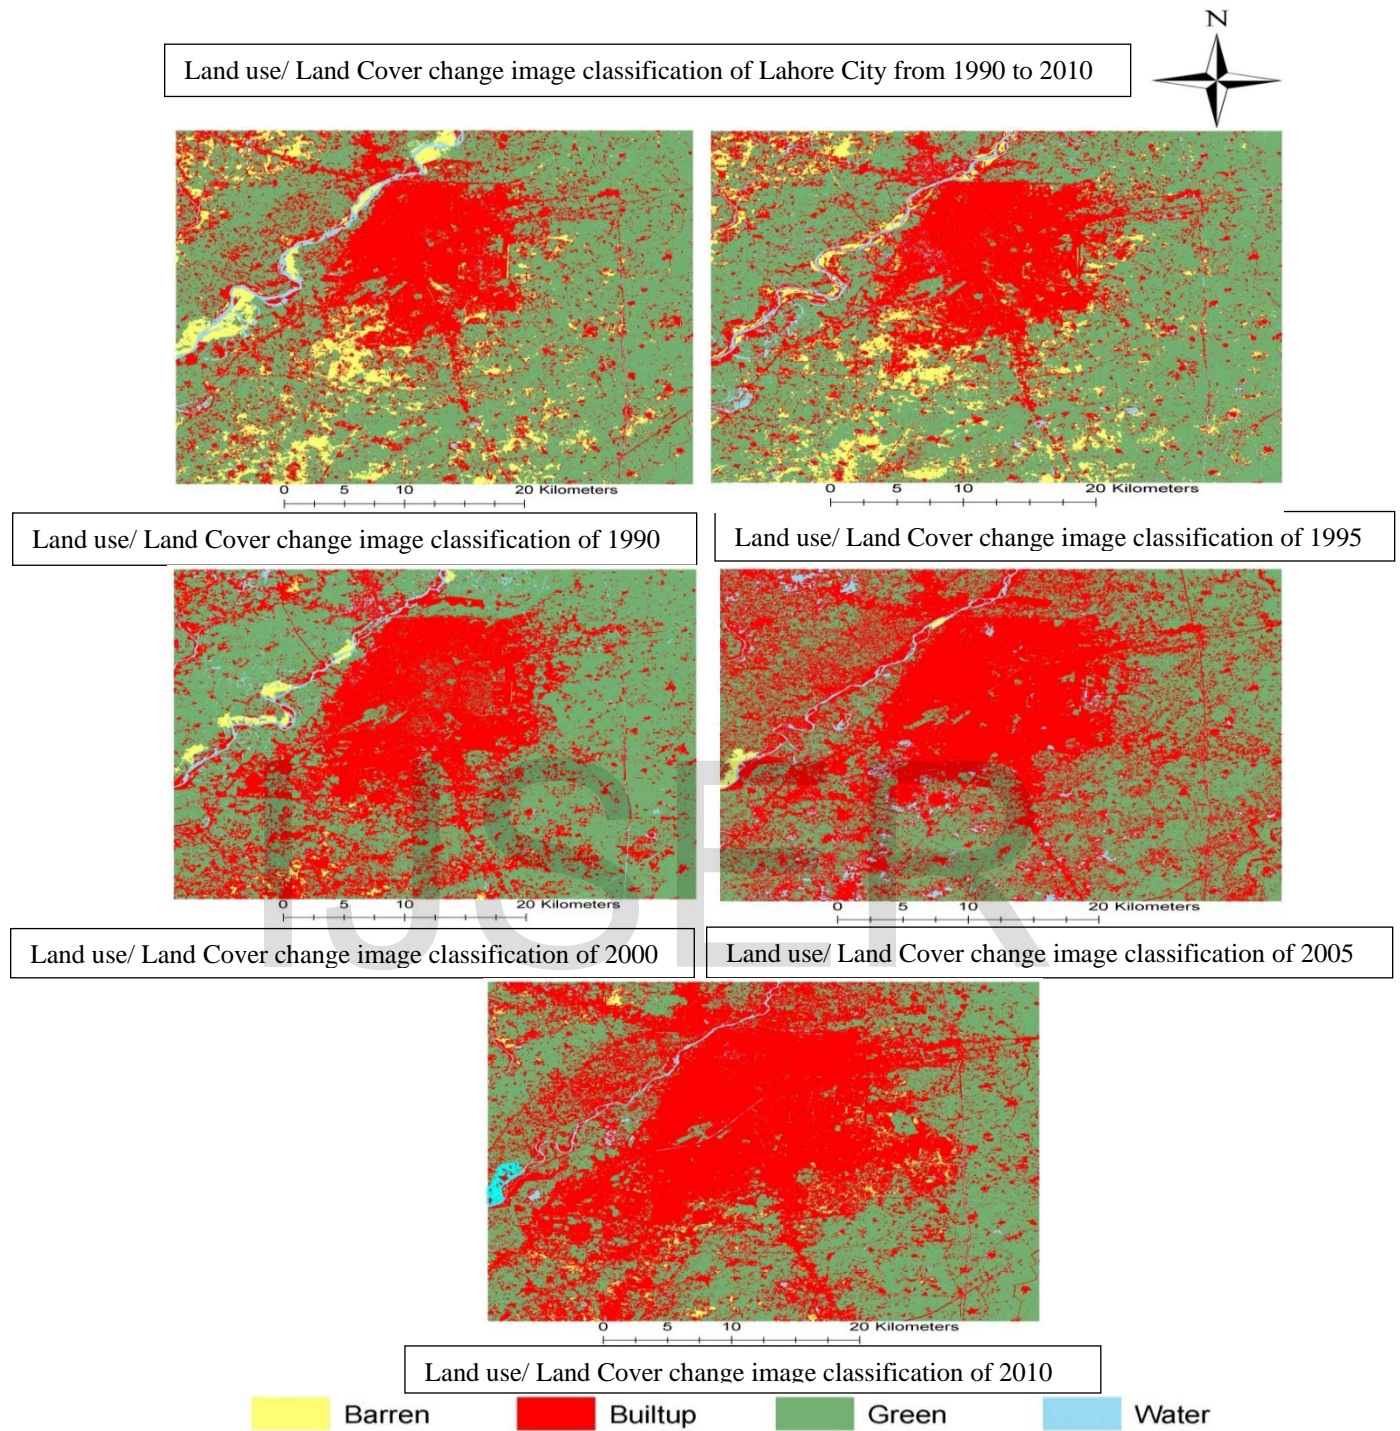 N
Land use/ Land Cover change image classification of Lahore City from 1990 to 2010
0 5 10 20 Kilometers
0 5 10 20 Kilometers
Land use/ Land Cover change image classification of 1990
Land use/ Land Cover change image classification of 1995
0 5 10 20 Kilometers
0 5 10 20 Kilometers
IJSER
Land use/ Land Cover change image classification of 2000
Land use/ Land Cover change image classification of 2005
0 5 10 20 Kilometers
Land use/ Land Cover change image classification of 2010
Barren Builtup Green Water